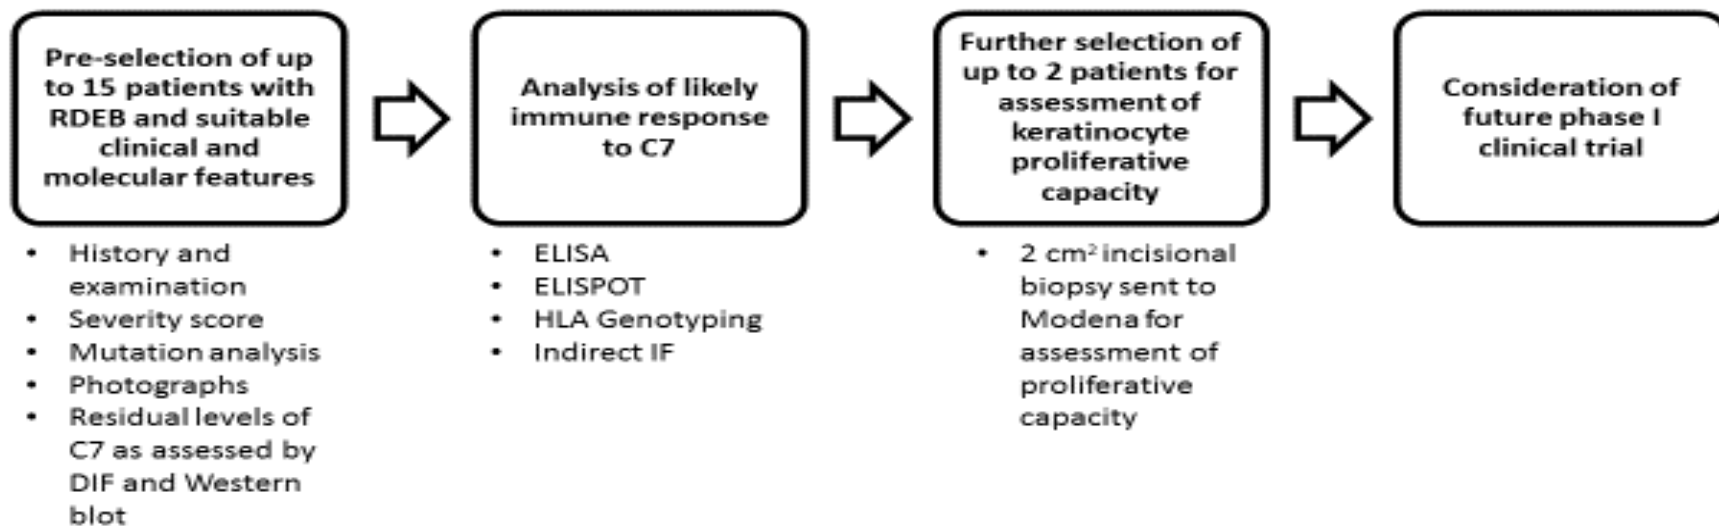 Pre-selection of up
to 15 patients with
RDEB and suitable
clinical and
molecular features
• History and
examination
• Severity score
• Mutation analysis
• Photographs
• Residual levels of
C7 as assessed by
DIF and Western
blot
Analysis of likely
immune response
to C7
• ELISA
• ELISPOT
• HLA Genotyping
• Indirect IF
Further selection of
up to 2 patients for
assessment of
keratinocyte
proliferative
capacity
• 2 cm² incisional
biopsy sent to
Modena for
assessment of
proliferative
capacity
Consideration of
future phase I
clinical trial